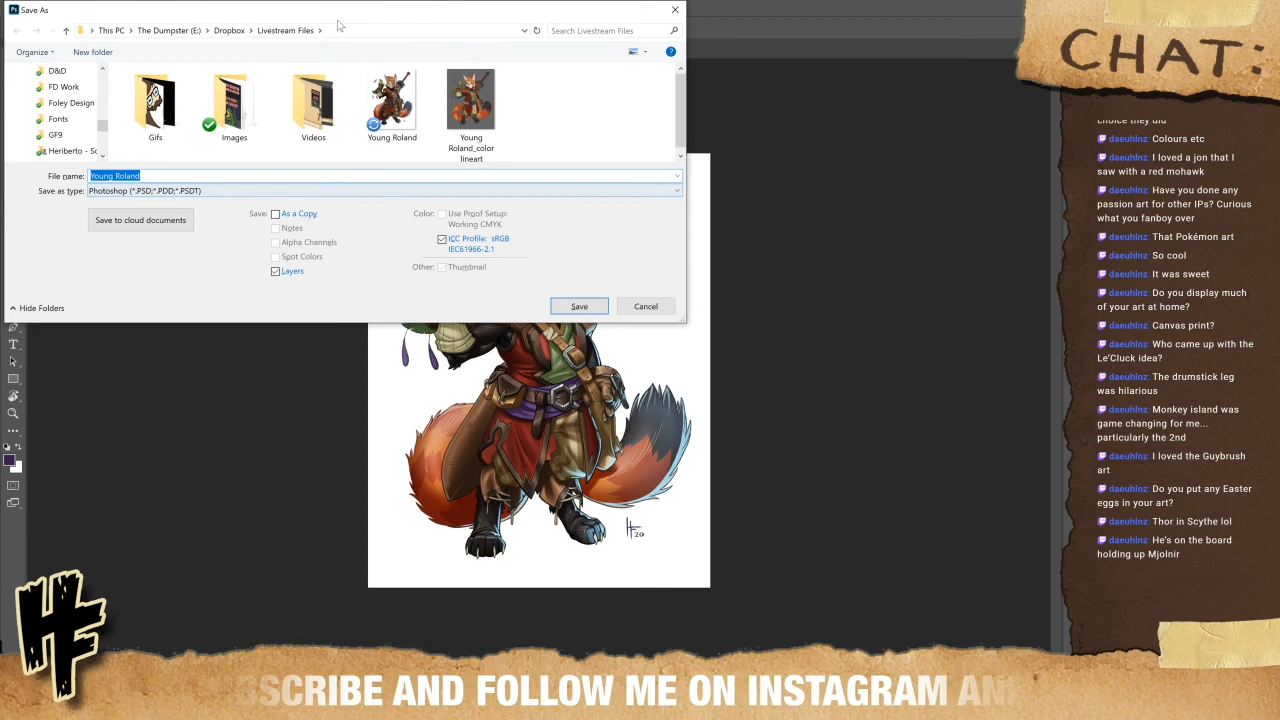 Ps Save As
This PC > The Dumpster (E:) > Dropbox > Livestream Files >
Search Livestream Files
Organize
New folder
D&D
FD Work
Foley Design
Fonts
GF9
Heriberto - Sc
Gifs
Images
Videos
Young Roland
Young
Roland_color
lineart
File name: Young Roland
Save as type: Photoshop (*.PSD;*.PDD;*.PSDT)
Save to cloud documents
Save: As a Copy
Notes
Alpha Channels
Spot Colors
Layers
Color: Use Proof Setup:
Working CMYK
ICC Profile: sRGB
IEC61966-2.1
Other: Thumbnail
Hide Folders
Save
Cancel
HF
20
CHAT:
choice they did
daeuhlnz: Colours etc
daeuhlnz: I loved a jon that I
saw with a red mohawk
daeuhlnz: Have you done any
passion art for other IPs? Curious
what you fanboy over
daeuhlnz: That Pokémon art
daeuhlnz: So cool
daeuhlnz: It was sweet
daeuhlnz: Do you display much
of your art at home?
daeuhlnz: Canvas print?
daeuhlnz: Who came up with the
Le'Cluck idea?
daeuhlnz: The drumstick leg
was hilarious
daeuhlnz: Monkey island was
game changing for me...
particularly the 2nd
daeuhlnz: I loved the Guybrush
art
daeuhlnz: Do you put any Easter
eggs in your art?
daeuhlnz: Thor in Scythe lol
daeuhlnz: He's on the board
holding up Mjolnir
HF
SCRIBE AND FOLLOW ME ON INSTAGRAM AN